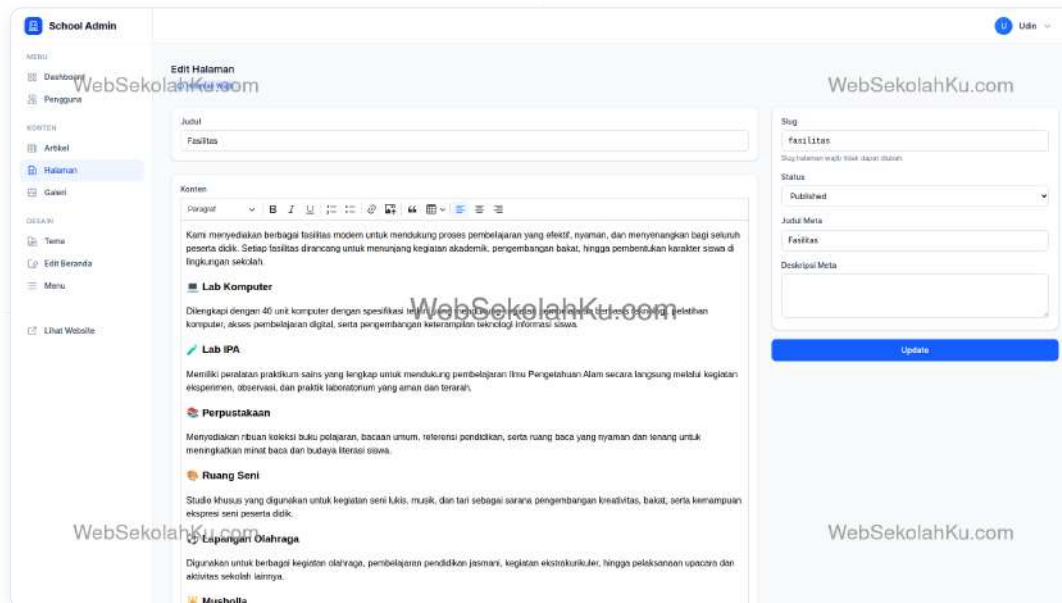 School Admin
U Udin
MENU
Dashboard
Pengguna
KONTEN
Artikel
Halaman
Galeri
DESAIN
Tema
Edit Beranda
Menu
Lihat Website
Edit Halaman
WebSekolahKu.com
WebSekolahKu.com
Judul
Fasilitas
Konten
Paragraf
B I U
Kami menyediakan berbagai fasilitas modern untuk mendukung proses pembelajaran yang efektif, nyaman, dan menyenangkan bagi seluruh
peserta didik. Setiap fasilitas dirancang untuk menunjang kegiatan akademik, pengembangan bakat, hingga pembentukan karakter siswa di
lingkungan sekolah.
💻 Lab Komputer
Dilengkapi dengan 40 unit komputer dengan spesifikasi terkini yang mendukung kegiatan pembelajaran berbasis teknologi, pelatihan
WebSekolahKu.com
komputer, akses pembelajaran digital, serta pengembangan keterampilan teknologi informasi siswa.
🧪 Lab IPA
Memiliki peralatan praktikum sains yang lengkap untuk mendukung pembelajaran Ilmu Pengetahuan Alam secara langsung melalui kegiatan
eksperimen, observasi, dan praktik laboratorium yang aman dan terarah.
📚 Perpustakaan
Menyediakan ribuan koleksi buku pelajaran, bacaan umum, referensi pendidikan, serta ruang baca yang nyaman dan tenang untuk
meningkatkan minat baca dan budaya literasi siswa.
🎨 Ruang Seni
Studio khusus yang digunakan untuk kegiatan seni lukis, musik, dan tari sebagai sarana pengembangan kreativitas, bakat, serta kemampuan
ekspresi seni peserta didik.
WebSekolahKu.com
⚽ Lapangan Olahraga
Digunakan untuk berbagai kegiatan olahraga, pembelajaran pendidikan jasmani, kegiatan ekstrakurikuler, hingga pelaksanaan upacara dan
aktivitas sekolah lainnya.
Musholla
Slug
fasilitas
Slug halaman wajib tidak dapat diubah.
Status
Published
Judul Meta
Fasilitas
Deskripsi Meta
Update
WebSekolahKu.com